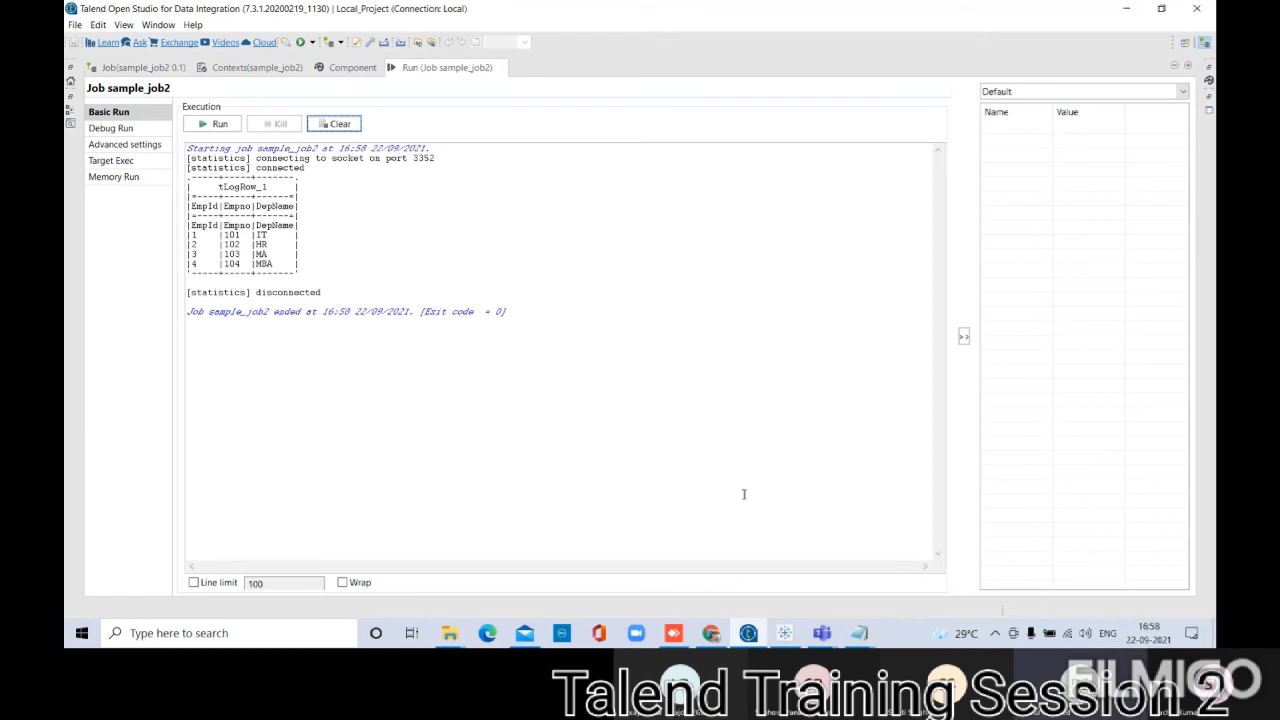 Talend Open Studio for Data Integration (7.3.1.20200219_1130) | Local_Project (Connection: Local)
File Edit View Window Help
Learn Ask Exchange Videos Cloud
Job(sample_job2 0.1) Contexts(sample_job2) Component Run (Job sample_job2)
Job sample_job2
Default
Basic Run
Debug Run
Advanced settings
Target Exec
Memory Run
Execution
Run Kill Clear
Name Value
Starting job sample_job2 at 16:58 22/09/2021.
[statistics] connecting to socket on port 3352
[statistics] connected
.-----+-----+-------.
| tLogRow_1 |
|=----+-----+------=|
|EmpId|Empno|DepName|
|=----+-----+------=|
|EmpId|Empno|DepName|
|1 |101 |IT |
|2 |102 |HR |
|3 |103 |MA |
|4 |104 |MBA |
'-----+-----+-------'
[statistics] disconnected
Job sample_job2 ended at 16:58 22/09/2021. [Exit code = 0]
>>
Line limit 100 Wrap
Type here to search
29°C ENG
16:58
22-09-2021
FILMIGO
Talend Training Session 2